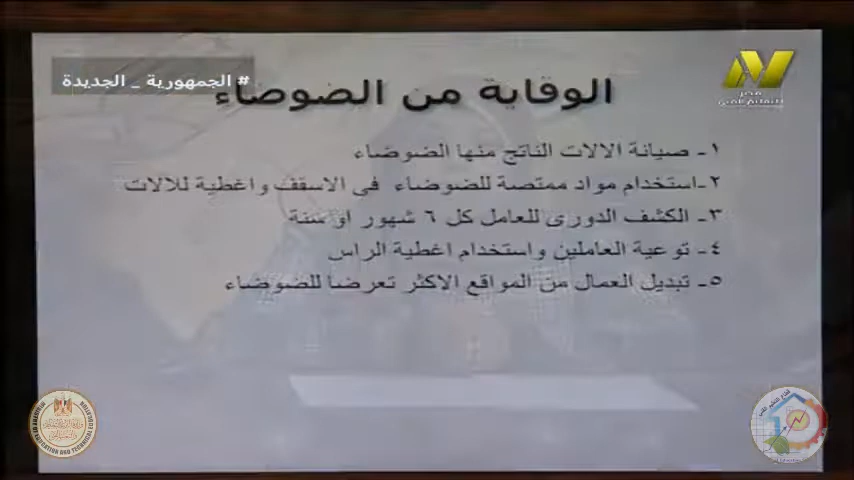 # الجمهورية _ الجديدة
الوقاية من الضوضاء
١- صيانة الالات الناتج منها الضوضاء
٢-استخدام مواد ممتصة للضوضاء في الاسقف واغطية للالات
٣- الكشف الدورى للعامل كل ٦ شهور او سنة
٤- توعية العاملين واستخدام اغطية الراس
٥- تبديل العمال من المواقع الاكثر تعرضا للضوضاء
مصر
للتعليم الفني